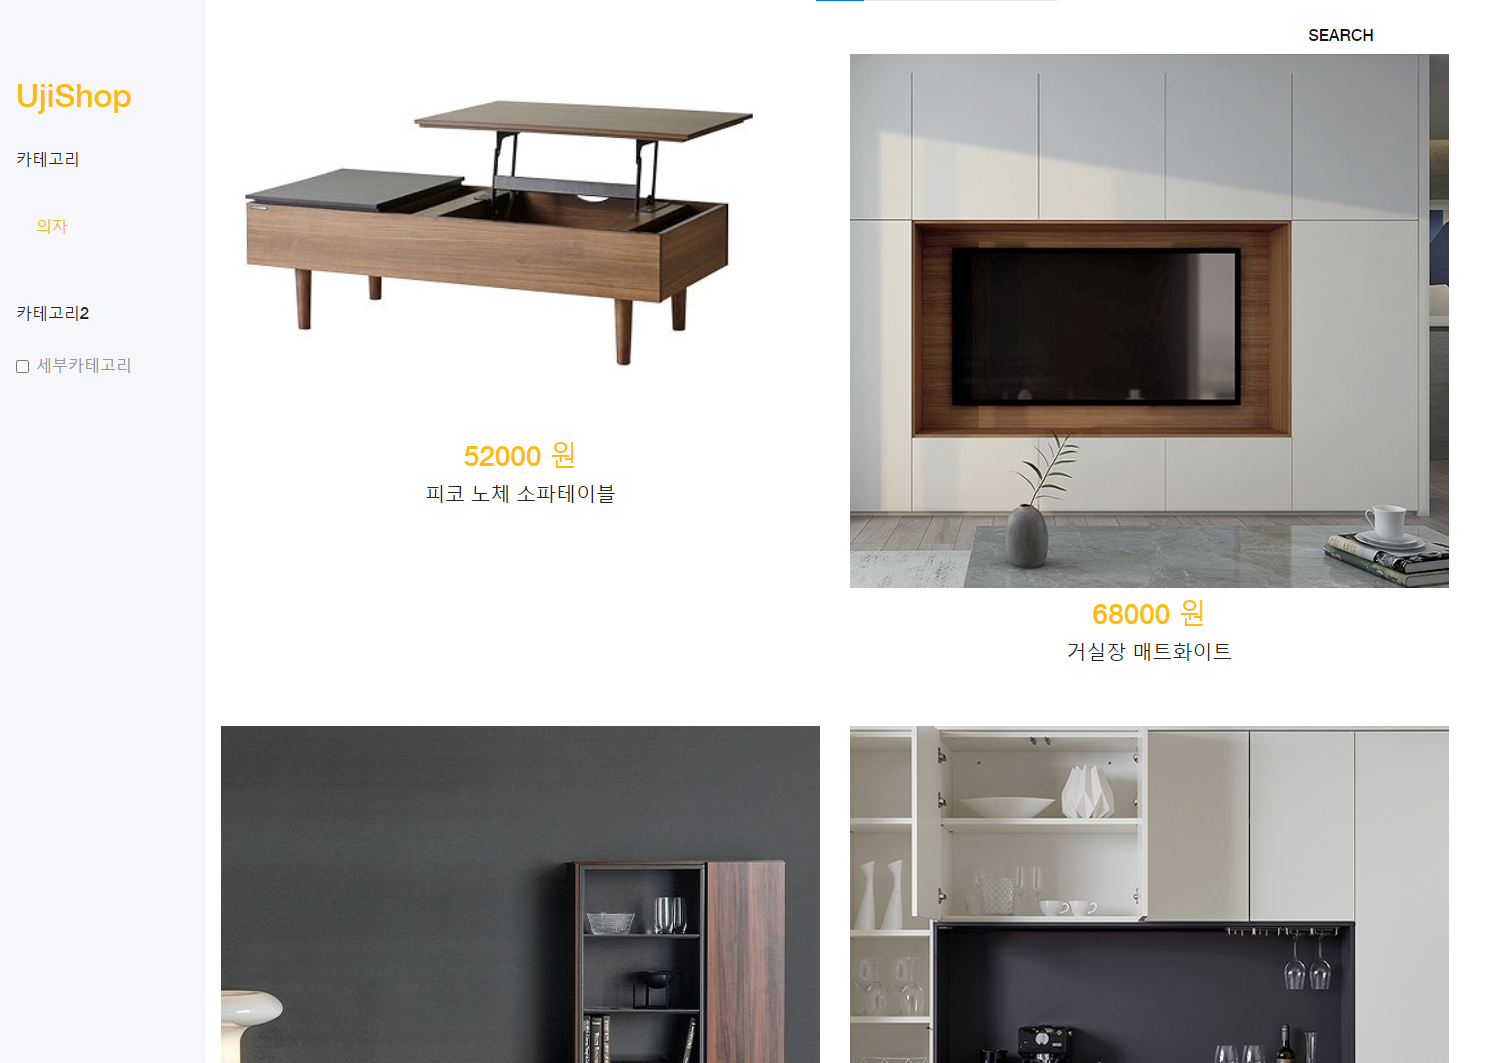 SEARCH
UjiShop
카테고리
의자
카테고리2
세부카테고리
52000 원
피코 노체 소파테이블
68000 원
거실장 매트화이트